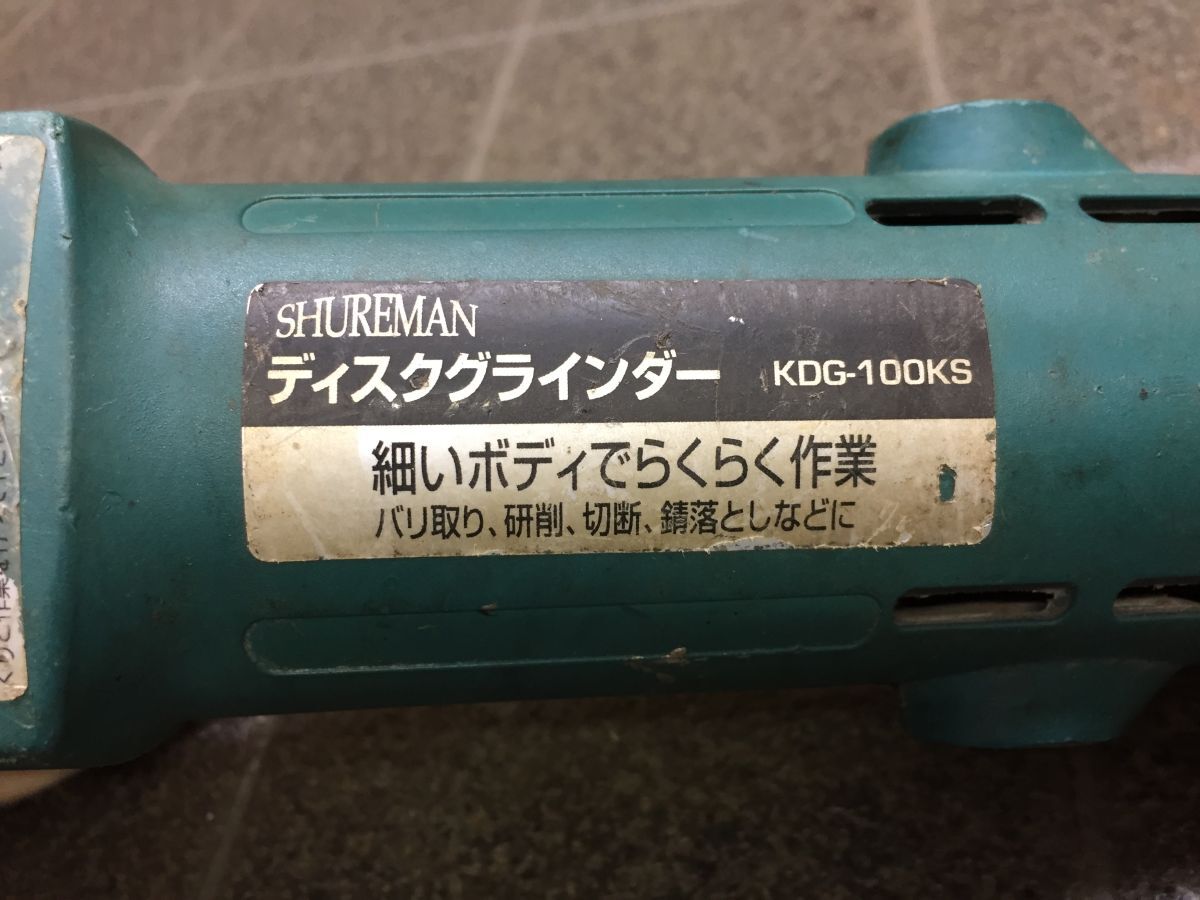 SHUREMAN
ディスクグラインダー KDG-100KS
細いボディでらくらく作業
バリ取り、研削、切断、錆落としなどに